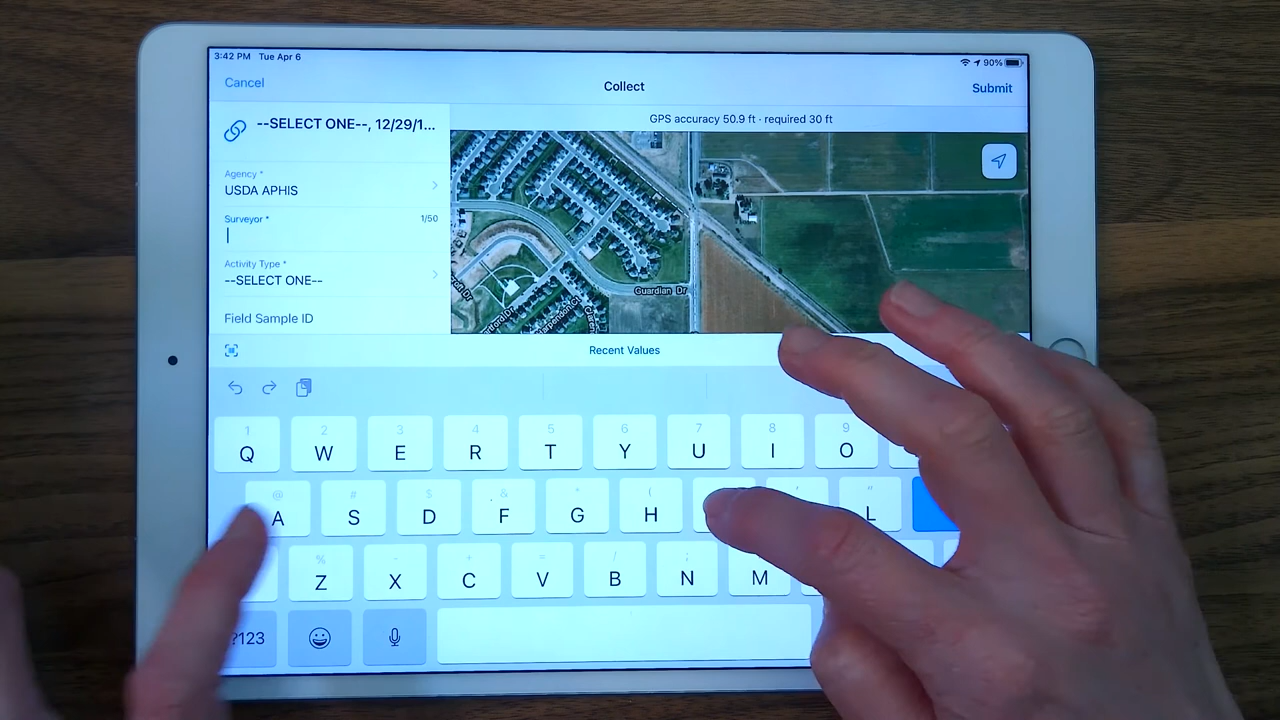 3:42 PM Tue Apr 6
90%
Cancel
Collect
Submit
--SELECT ONE--, 12/29/1...
GPS accuracy 50.9 ft · required 30 ft
Agency *
USDA APHIS
Surveyor *
1/50
Activity Type *
--SELECT ONE--
Field Sample ID
Guardian Dr
Recent Values
1 2 3 4 5 6 7 8 9
Q W E R T Y U I O
@ # $ & * ( ' "
A S D F G H L
% - + = / ;
Z X C V B N M
?123